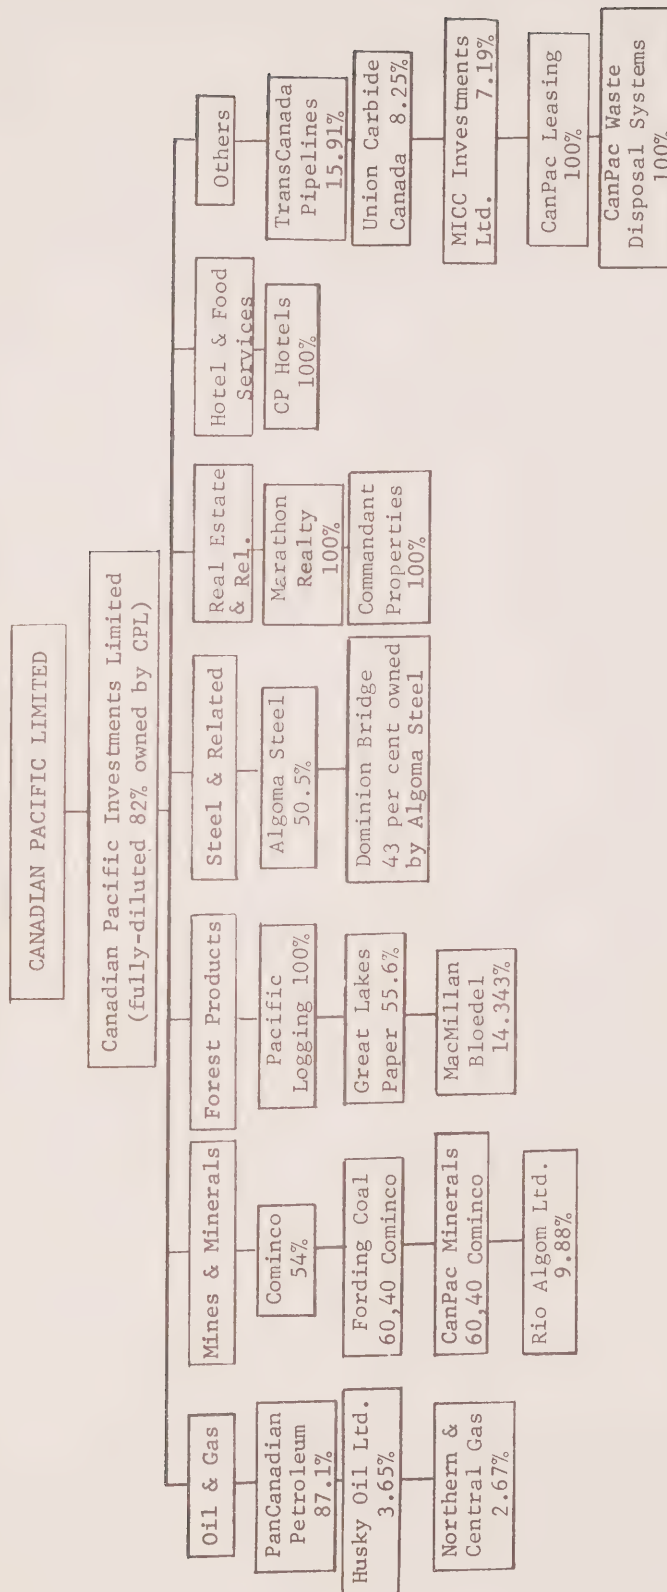 CANADIAN PACIFIC LIMITED
Canadian Pacific Investments Limited
(fully-diluted 82% owned by CPL)
Oil & Gas
PanCanadian
Petroleum
87.1%
Husky Oil Ltd.
3.65%
Northern &
Central Gas
2.67%
Mines & Minerals
Cominco
54%
Fording Coal
60,40 Cominco
CanPac Minerals
60,40 Cominco
Rio Algom Ltd.
9.88%
Forest Products
Pacific
Logging 100%
Great Lakes
Paper 55.6%
MacMillan
Bloedel
14.343%
Steel & Related
Algoma Steel
50.5%
Dominion Bridge
43 per cent owned
by Algoma Steel
Real Estate
& Rel.
Marathon
Realty
100%
Commandant
Properties
100%
Hotel & Food
Services
CP Hotels
100%
Others
TransCanada
Pipelines
15.91%
Union Carbide
Canada 8.25%
MICC Investments
Ltd. 7.19%
CanPac Leasing
100%
CanPac Waste
Disposal Systems
100%